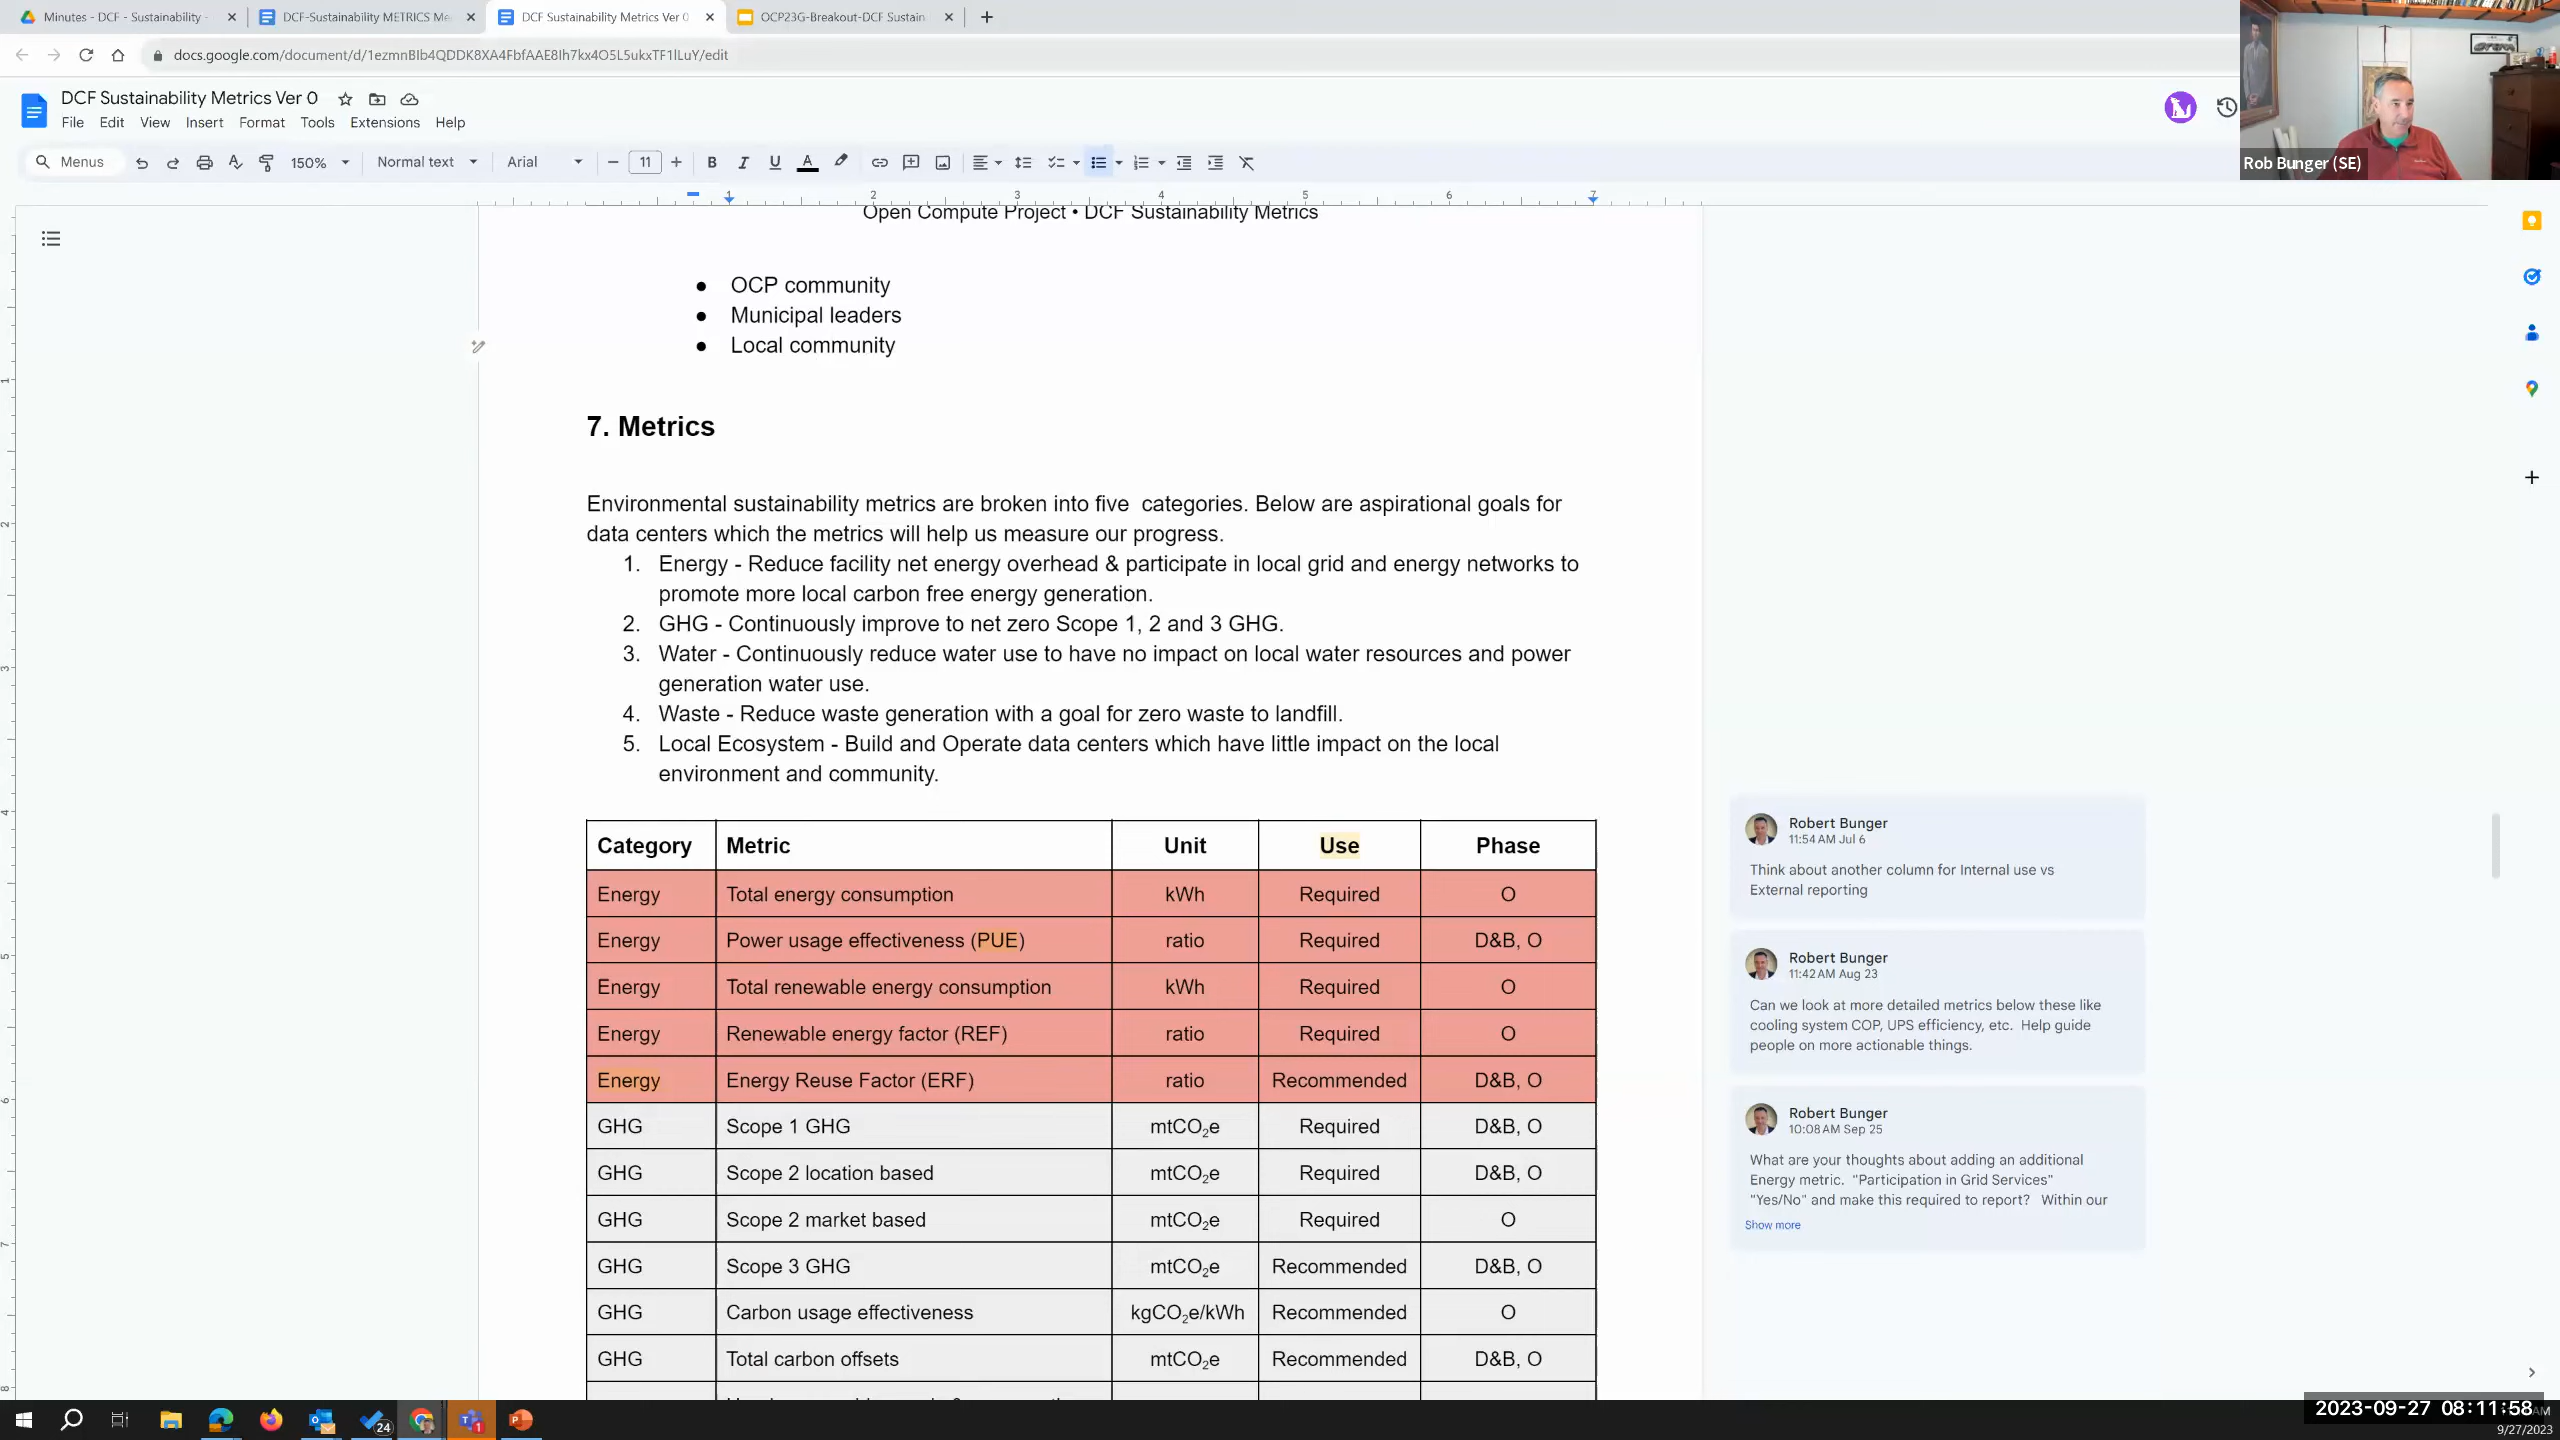 Minutes - DCF - Sustainability -
DCF-Sustainability METRICS Me
DCF Sustainability Metrics Ver 0
OCP23G-Breakout-DCF Sustain
docs.google.com/document/d/1ezmnBIb4QDDK8XA4FbfAAE8Ih7kx4O5L5ukxTF1lLuY/edit
DCF Sustainability Metrics Ver 0
File Edit View Insert Format Tools Extensions Help
Menus 150% Normal text Arial 11
Rob Bunger (SE)
1 2 3 4 5 6 7
Open Compute Project • DCF Sustainability Metrics
● OCP community
● Municipal leaders
● Local community
7. Metrics
Environmental sustainability metrics are broken into five categories. Below are aspirational goals for
data centers which the metrics will help us measure our progress.
1. Energy - Reduce facility net energy overhead & participate in local grid and energy networks to
promote more local carbon free energy generation.
2. GHG - Continuously improve to net zero Scope 1, 2 and 3 GHG.
3. Water - Continuously reduce water use to have no impact on local water resources and power
generation water use.
4. Waste - Reduce waste generation with a goal for zero waste to landfill.
5. Local Ecosystem - Build and Operate data centers which have little impact on the local
environment and community.
Category Metric Unit Use Phase
Energy Total energy consumption kWh Required O
Energy Power usage effectiveness (PUE) ratio Required D&B, O
Energy Total renewable energy consumption kWh Required O
Energy Renewable energy factor (REF) ratio Required O
Energy Energy Reuse Factor (ERF) ratio Recommended D&B, O
GHG Scope 1 GHG mtCO₂e Required D&B, O
GHG Scope 2 location based mtCO₂e Required D&B, O
GHG Scope 2 market based mtCO₂e Required O
GHG Scope 3 GHG mtCO₂e Recommended D&B, O
GHG Carbon usage effectiveness kgCO₂e/kWh Recommended O
GHG Total carbon offsets mtCO₂e Recommended D&B, O
Robert Bunger
11:54 AM Jul 6
Think about another column for Internal use vs
External reporting
Robert Bunger
11:42 AM Aug 23
Can we look at more detailed metrics below these like
cooling system COP, UPS efficiency, etc. Help guide
people on more actionable things.
Robert Bunger
10:08 AM Sep 25
What are your thoughts about adding an additional
Energy metric. "Participation in Grid Services"
"Yes/No" and make this required to report? Within our
Show more
24
1
2023-09-27 08:11:58
9/27/2023